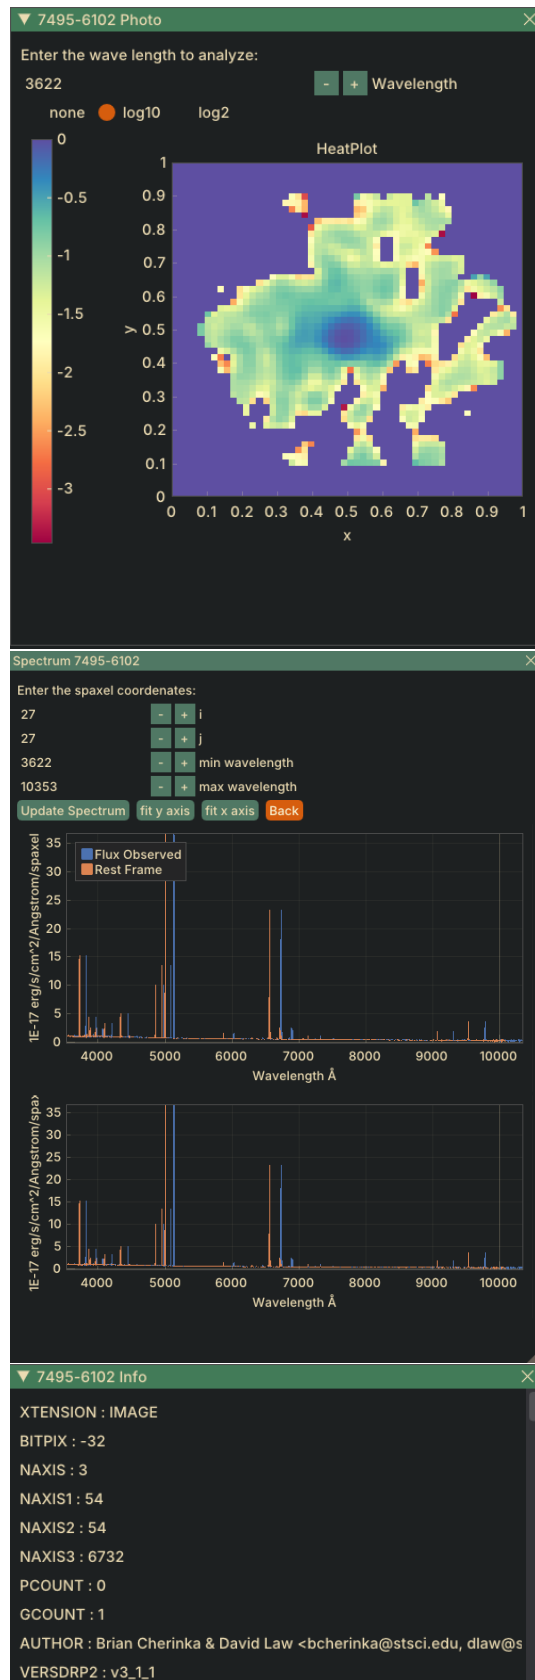 7495-6102 Photo
Enter the wave length to analyze:
3622 - + Wavelength
none log10 log2
HeatPlot
0
-0.5
-1
-1.5
-2
-2.5
-3
1
0.9
0.8
0.7
0.6
0.5
0.4
0.3
0.2
0.1
0
y
0 0.1 0.2 0.3 0.4 0.5 0.6 0.7 0.8 0.9 1
x
Spectrum 7495-6102
Enter the spaxel coordenates:
27 - + i
27 - + j
3622 - + min wavelength
10353 - + max wavelength
Update Spectrum fit y axis fit x axis Back
1E-17 erg/s/cm^2/Angstrom/spaxel
35
30
25
20
15
10
5
0
Flux Observed
Rest Frame
4000 5000 6000 7000 8000 9000 10000
Wavelength Å
1E-17 erg/s/cm^2/Angstrom/spax
35
30
25
20
15
10
5
0
4000 5000 6000 7000 8000 9000 10000
Wavelength Å
7495-6102 Info
XTENSION : IMAGE
BITPIX : -32
NAXIS : 3
NAXIS1 : 54
NAXIS2 : 54
NAXIS3 : 6732
PCOUNT : 0
GCOUNT : 1
AUTHOR : Brian Cherinka & David Law <bcherinka@stsci.edu, dlaw@s
VERSDRP2 : v3_1_1